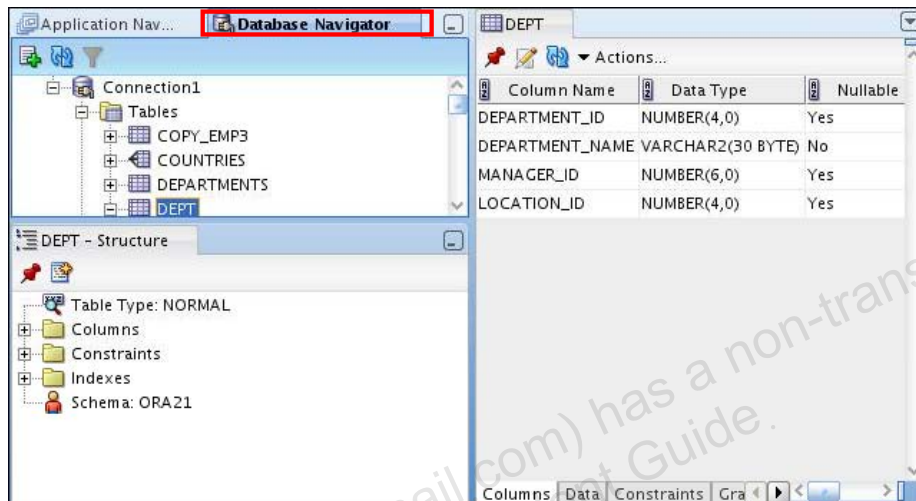 Application Nav...
Database Navigator
DEPT
Actions...
Connection1
Tables
COPY_EMP3
COUNTRIES
DEPARTMENTS
DEPT
Column Name Data Type Nullable
DEPARTMENT_ID NUMBER(4,0) Yes
DEPARTMENT_NAME VARCHAR2(30 BYTE) No
MANAGER_ID NUMBER(6,0) Yes
LOCATION_ID NUMBER(4,0) Yes
DEPT - Structure
Table Type: NORMAL
Columns
Constraints
Indexes
Schema: ORA21
Columns Data Constraints Gra
ail.com) has a non-trans
nt Guide.